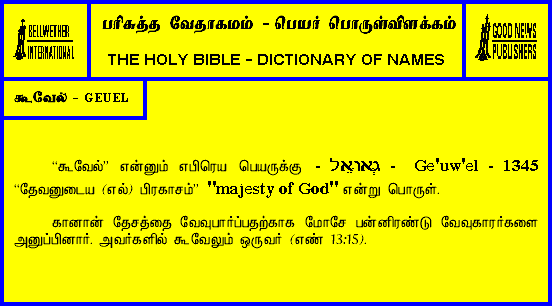 BELLWETHER
INTERNATIONAL
பரிசுத்த வேதாகமம் - பெயர் பொருள்விளக்கம்
THE HOLY BIBLE - DICTIONARY OF NAMES
GOOD NEWS
PUBLISHERS
கூவேல் - GEUEL
“கூவேல்” என்னும் எபிரெய பெயருக்கு - גְּאוּאֵל - Ge'uw'el - 1345
“தேவனுடைய (எல்) பிரகாசம்” "majesty of God" என்று பொருள்.
கானான் தேசத்தை வேவுபார்ப்பதற்காக மோசே பன்னிரண்டு வேவுகாரர்களை
அனுப்பினார். அவர்களில் கூவேலும் ஒருவர் (எண் 13:15).